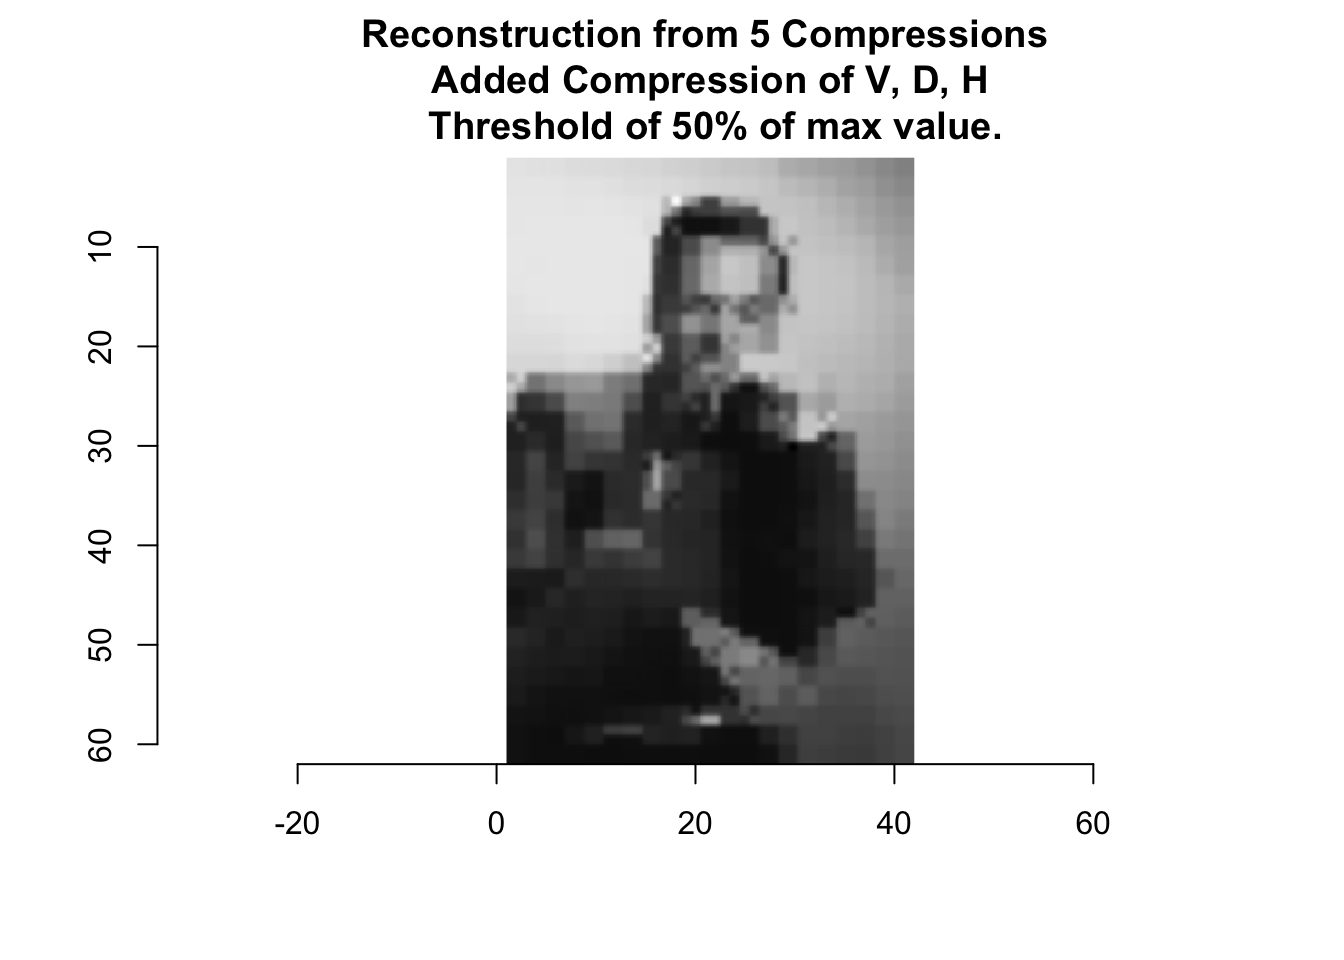 Reconstruction from 5 Compressions
Added Compression of V, D, H
Threshold of 50% of max value.
10
20
30
40
50
60
-20 0 20 40 60